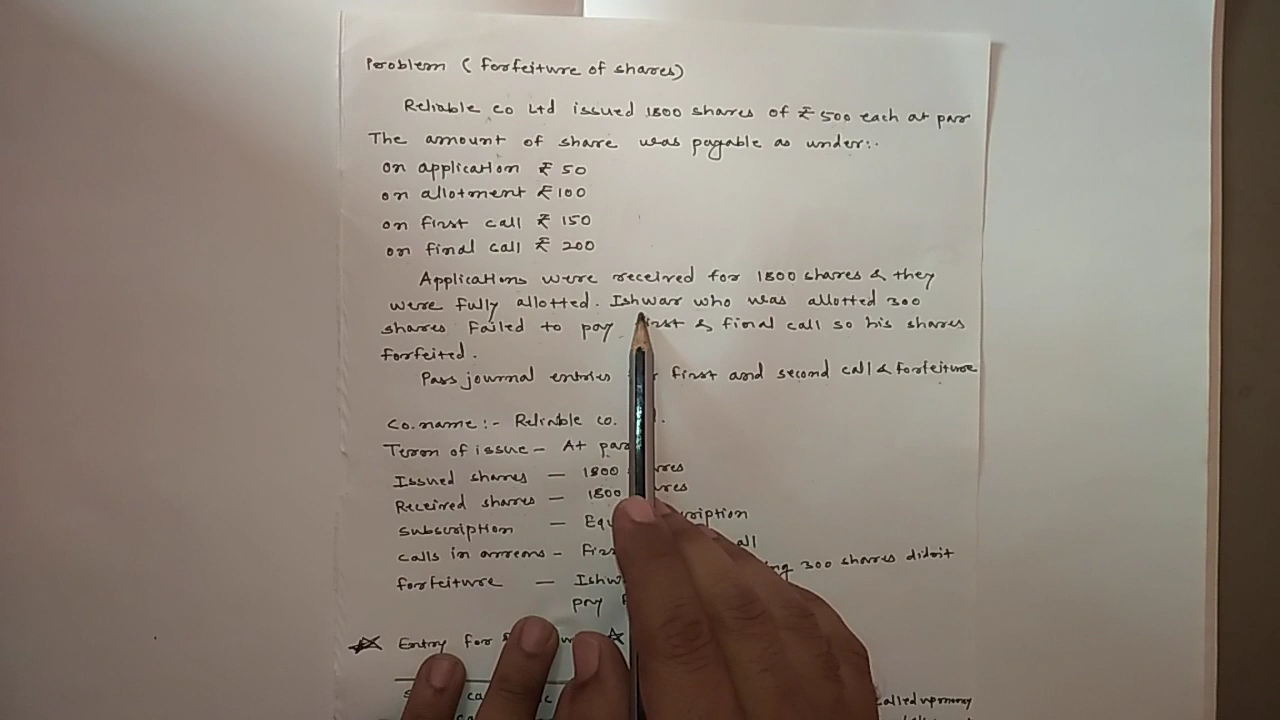 Problem ( forfeiture of shares)
Reliable co Ltd issued 1800 shares of ₹ 500 each at par
The amount of share was payable as under:-
on application ₹ 50
on allotment ₹ 100
on first call ₹ 150
on final call ₹ 200
Applications were received for 1800 shares & they
were fully allotted. Ishwar who was allotted 300
shares failed to pay first & final call so his shares
forfeited.
Pass journal entries first and second call & forfeiture
Co. name :- Reliable co.
Term of issue - At par
Issued shares - 1800
Received shares - 1800
subscription -
calls in arrears -
forfeiture - 300 shares didn't
pay
Entry for
called up money